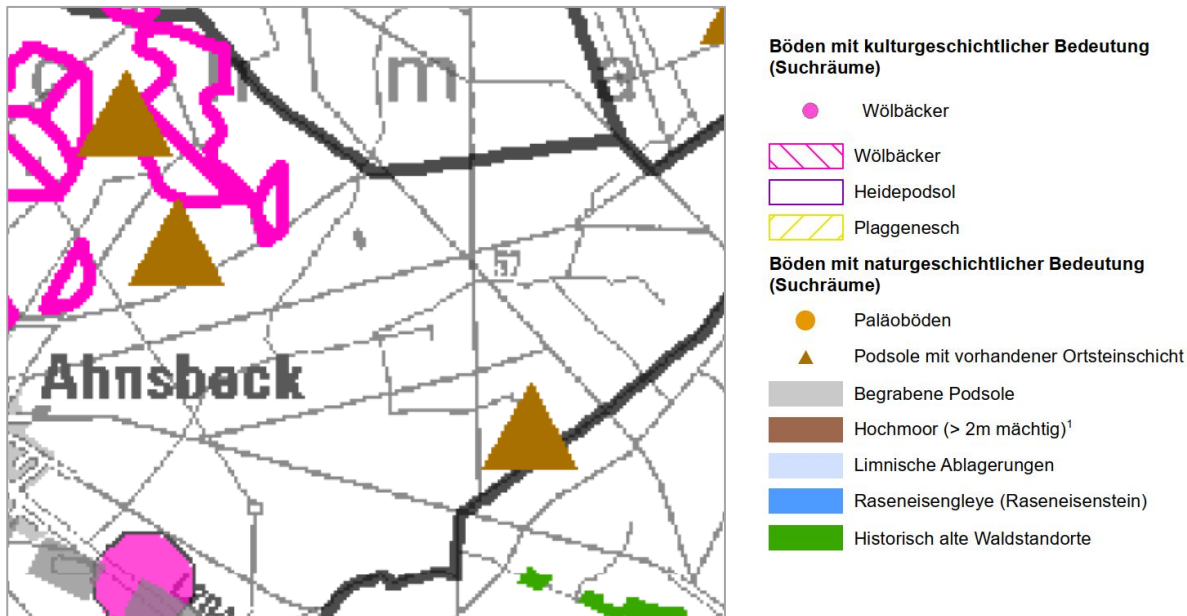 Ahnsbeck
Böden mit kulturgeschichtlicher Bedeutung
(Suchräume)
Wölbäcker
Wölbäcker
Heidepodsol
Plaggenesch
Böden mit naturgeschichtlicher Bedeutung
(Suchräume)
Paläoböden
Podsole mit vorhandener Ortsteinschicht
Begrabene Podsole
Hochmoor (> 2m mächtig)¹
Limnische Ablagerungen
Raseneisengleye (Raseneisenstein)
Historisch alte Waldstandorte